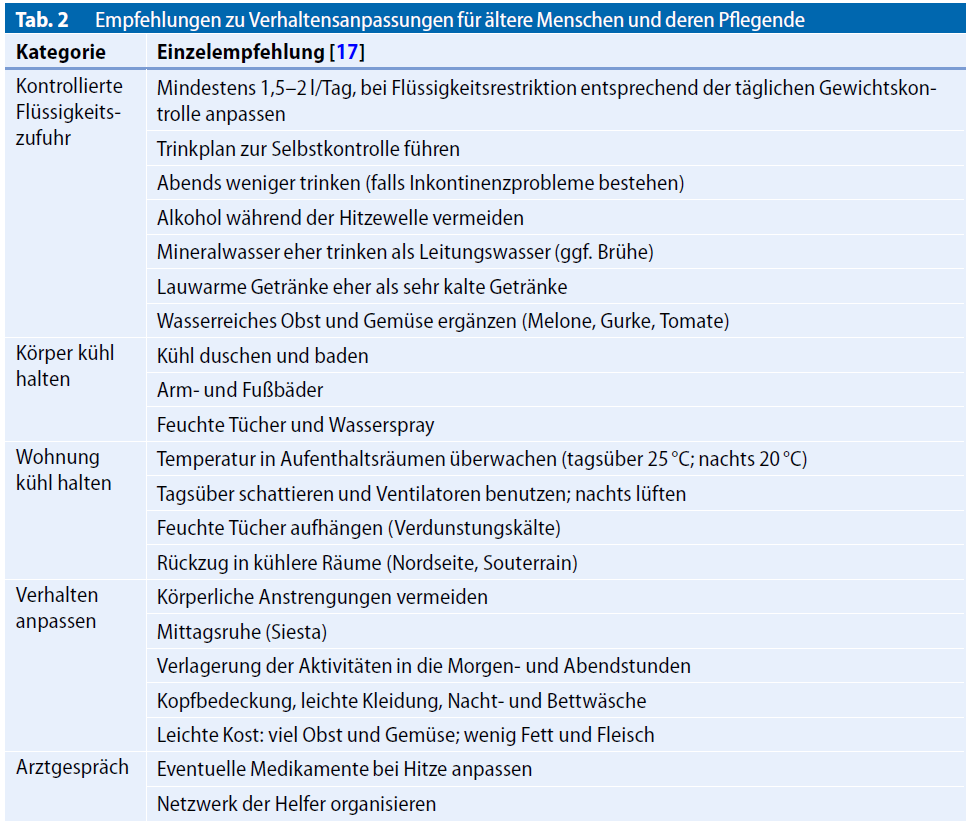 Tab. 2 Empfehlungen zu Verhaltensanpassungen für ältere Menschen und deren Pflegende
Kategorie Einzelempfehlung [17]
Kontrollierte Flüssigkeits-zufuhr
Mindestens 1,5–2 l/Tag, bei Flüssigkeitsrestriktion entsprechend der täglichen Gewichtskon-
trolle anpassen
Trinkplan zur Selbstkontrolle führen
Abends weniger trinken (falls Inkontinenzprobleme bestehen)
Alkohol während der Hitzewelle vermeiden
Mineralwasser eher trinken als Leitungswasser (ggf. Brühe)
Lauwarme Getränke eher als sehr kalte Getränke
Wasserreiches Obst und Gemüse ergänzen (Melone, Gurke, Tomate)
Körper kühl
halten
Kühl duschen und baden
Arm- und Fußbäder
Feuchte Tücher und Wasserspray
Wohnung
kühl halten
Temperatur in Aufenthaltsräumen überwachen (tagsüber 25 °C; nachts 20 °C)
Tagsüber schattieren und Ventilatoren benutzen; nachts lüften
Feuchte Tücher aufhängen (Verdunstungskälte)
Rückzug in kühlere Räume (Nordseite, Souterrain)
Verhalten
anpassen
Körperliche Anstrengungen vermeiden
Mittagsruhe (Siesta)
Verlagerung der Aktivitäten in die Morgen- und Abendstunden
Kopfbedeckung, leichte Kleidung, Nacht- und Bettwäsche
Leichte Kost: viel Obst und Gemüse; wenig Fett und Fleisch
Arztgespräch
Eventuelle Medikamente bei Hitze anpassen
Netzwerk der Helfer organisieren